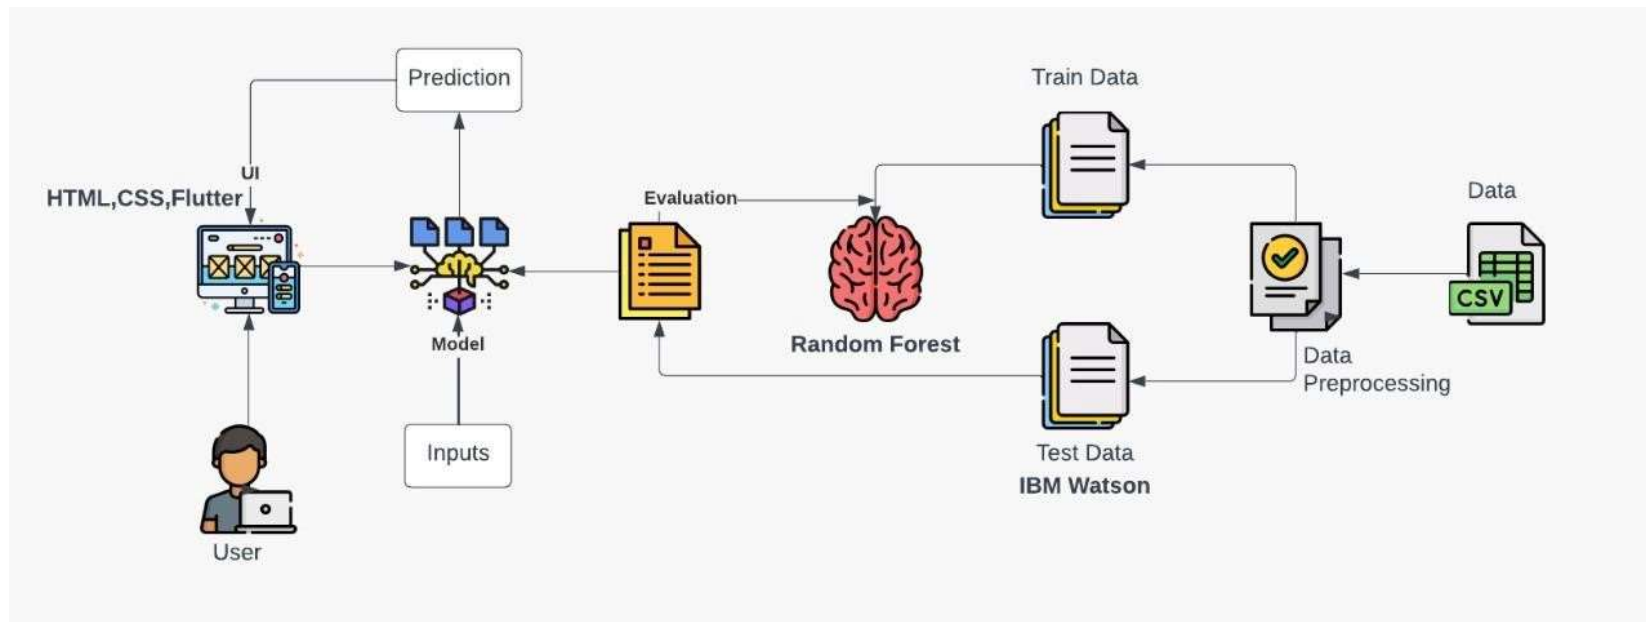 Prediction
Train Data
UI
HTML,CSS,Flutter
Evaluation
Data
CSV
Model
Random Forest
Data
Preprocessing
Inputs
Test Data
IBM Watson
User